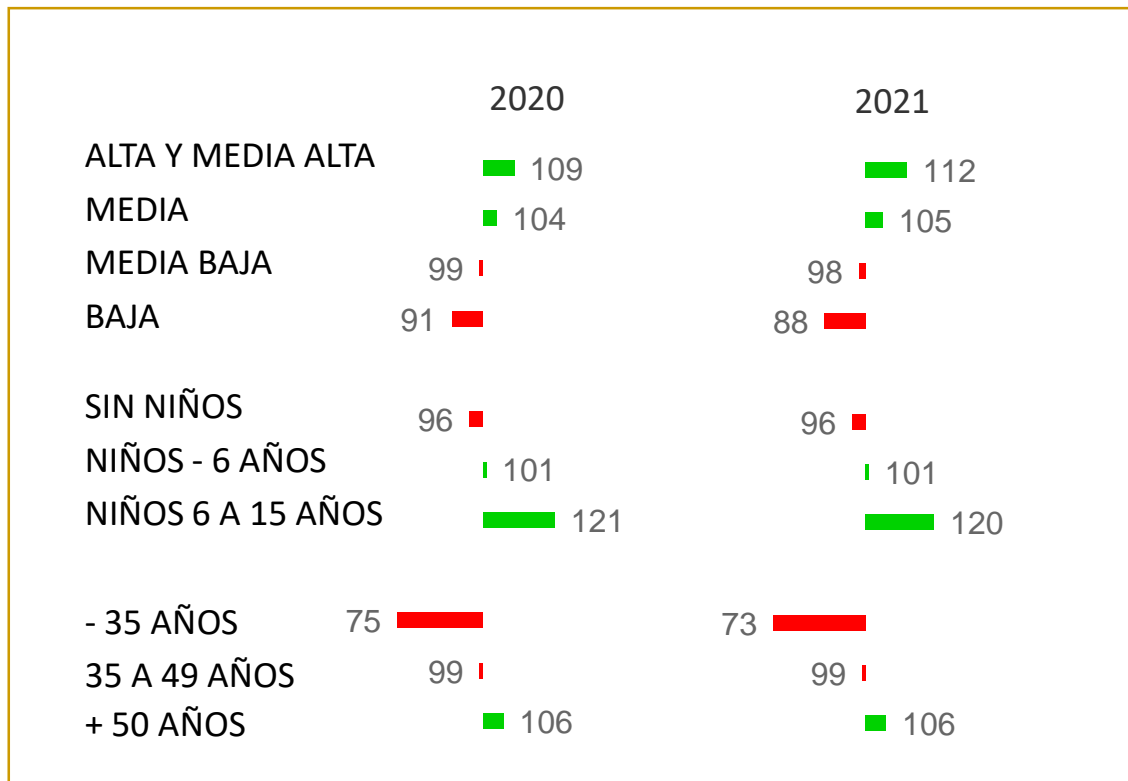 2020 2021
ALTA Y MEDIA ALTA 109 112
MEDIA 104 105
MEDIA BAJA 99 98
BAJA 91 88
SIN NIÑOS 96 96
NIÑOS - 6 AÑOS 101 101
NIÑOS 6 A 15 AÑOS 121 120
- 35 AÑOS 75 73
35 A 49 AÑOS 99 99
+ 50 AÑOS 106 106